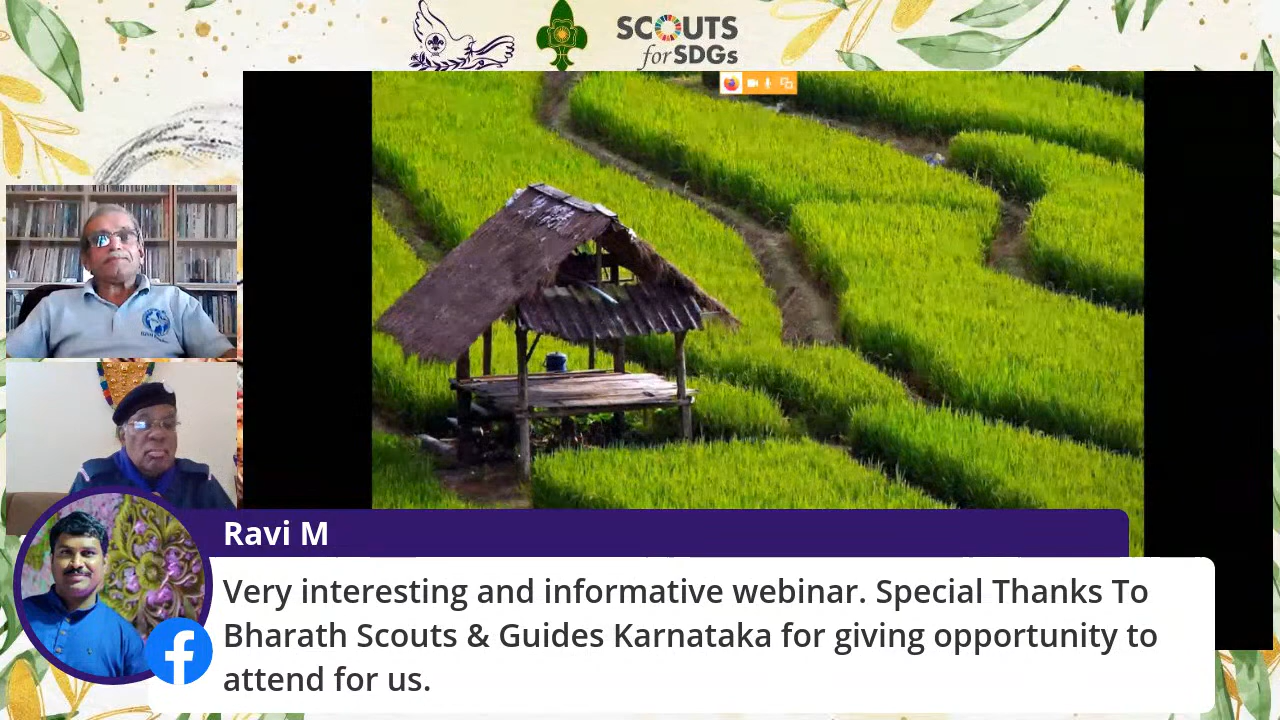 SCOUTS
for SDGs
Ravi M
Very interesting and informative webinar. Special Thanks To
Bharath Scouts & Guides Karnataka for giving opportunity to
attend for us.